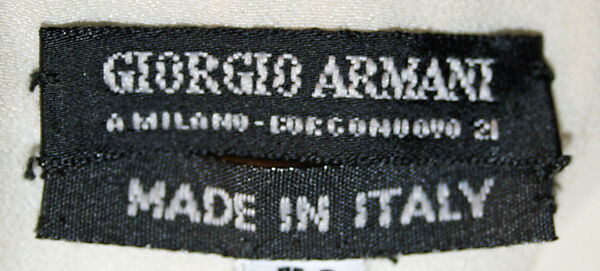 GIORGIO ARMANI
A MILANO - BORGONUOVO 21
MADE IN ITALY